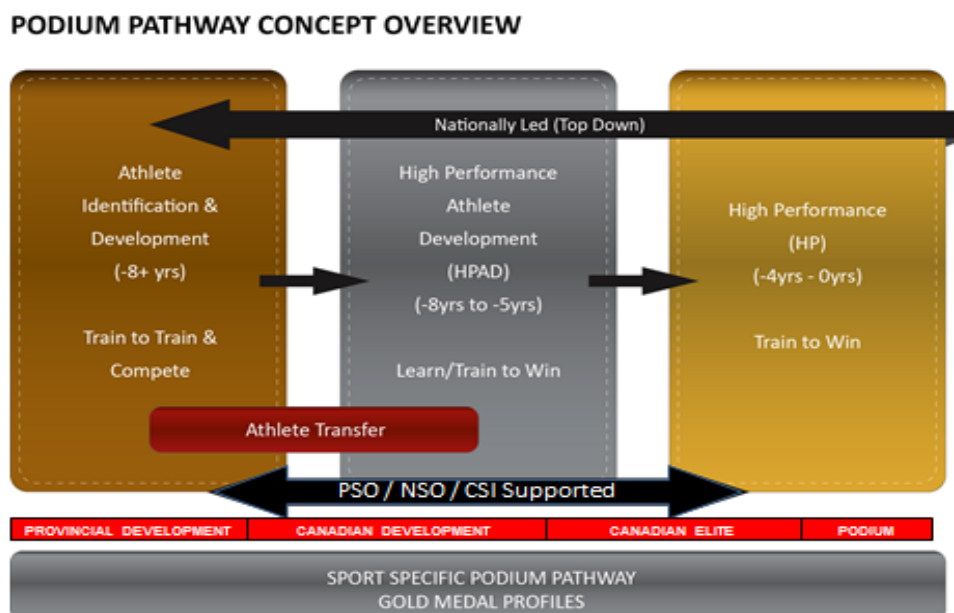 PODIUM PATHWAY CONCEPT OVERVIEW
Nationally Led (Top Down)
Athlete
Identification &
Development
(-8+ yrs)
Train to Train &
Compete
High Performance
Athlete
Development
(HPAD)
(-8yrs to -5yrs)
Learn/Train to Win
High Performance
(HP)
(-4yrs - 0yrs)
Train to Win
Athlete Transfer
PSO / NSO / CSI Supported
PROVINCIAL DEVELOPMENT
CANADIAN DEVELOPMENT
CANADIAN ELITE
PODIUM
SPORT SPECIFIC PODIUM PATHWAY
GOLD MEDAL PROFILES